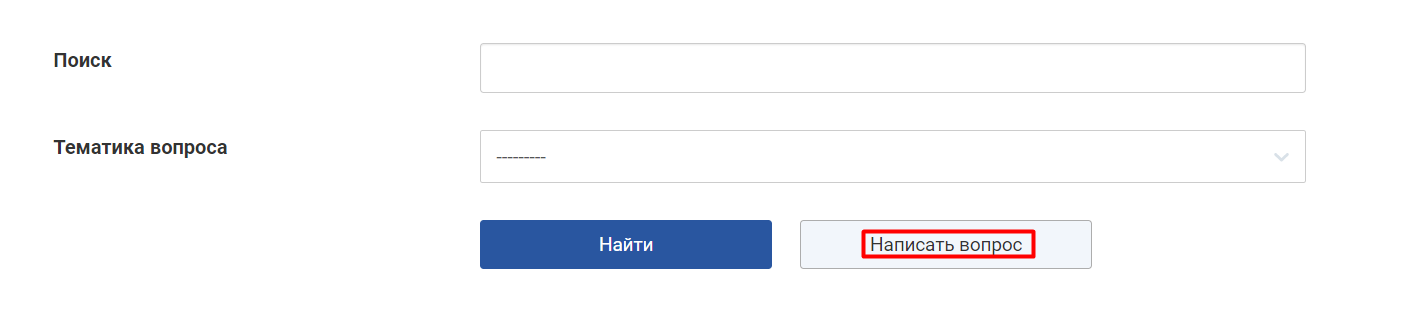 Поиск
Тематика вопроса
---------
Найти
Написать вопрос